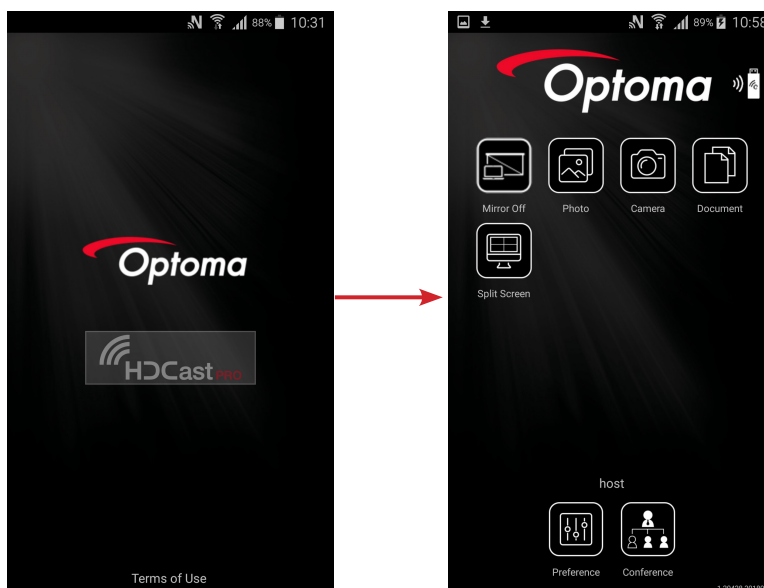 88% 10:31
Optoma
HDCast PRO
Terms of Use
89% 10:58
Optoma
Mirror Off Photo Camera Document
Split Screen
host
Preference Conference